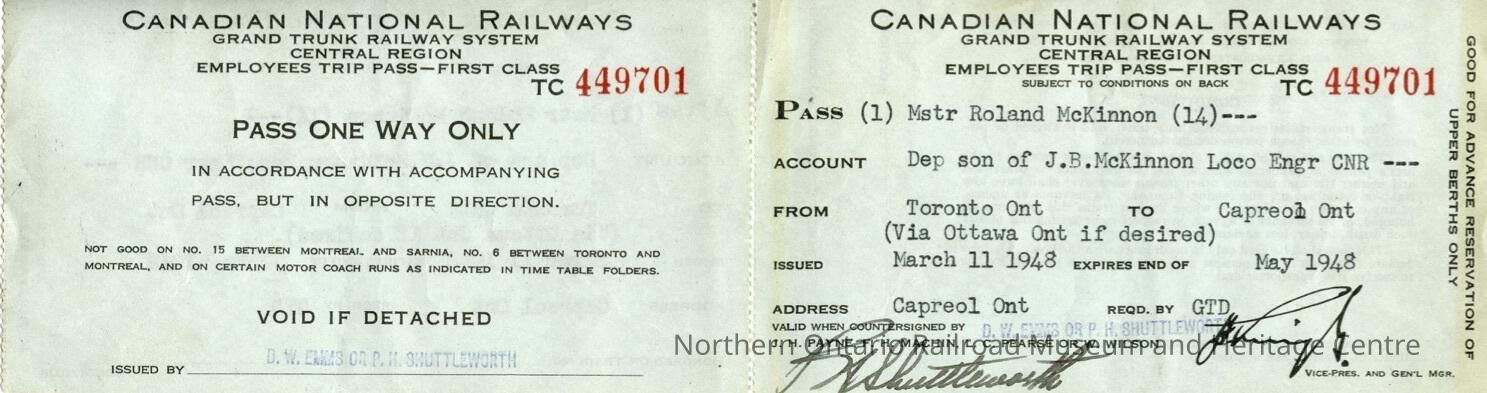 CANADIAN NATIONAL RAILWAYS
GRAND TRUNK RAILWAY SYSTEM
CENTRAL REGION
EMPLOYEES TRIP PASS—FIRST CLASS
TC 449701
PASS ONE WAY ONLY
IN ACCORDANCE WITH ACCOMPANYING
PASS, BUT IN OPPOSITE DIRECTION.
NOT GOOD ON NO. 15 BETWEEN MONTREAL AND SARNIA, NO. 6 BETWEEN TORONTO AND
MONTREAL, AND ON CERTAIN MOTOR COACH RUNS AS INDICATED IN TIME TABLE FOLDERS.
VOID IF DETACHED
D. W. EMMS OR P. H. SHUTTLEWORTH
ISSUED BY
CANADIAN NATIONAL RAILWAYS
GRAND TRUNK RAILWAY SYSTEM
CENTRAL REGION
EMPLOYEES TRIP PASS—FIRST CLASS
SUBJECT TO CONDITIONS ON BACK
TC 449701
PASS (1) Mstr Roland McKinnon (14)---
ACCOUNT Dep son of J.B.McKinnon Loco Engr CNR ---
FROM Toronto Ont TO Capreol Ont
(Via Ottawa Ont if desired)
ISSUED March 11 1948 EXPIRES END OF May 1948
ADDRESS Capreol Ont REQD. BY GTD
VALID WHEN COUNTERSIGNED BY D. W. EMMS OR P. H. SHUTTLEWORTH
J. H. PAYNE, F. H. MACHIN, L. C. PEARSE OR W. WILSON
P H Shuttleworth
VICE-PRES. AND GEN'L MGR.
GOOD FOR ADVANCE RESERVATION OF
UPPER BERTHS ONLY
Northern Ontario Railroad Museum and Heritage Centre